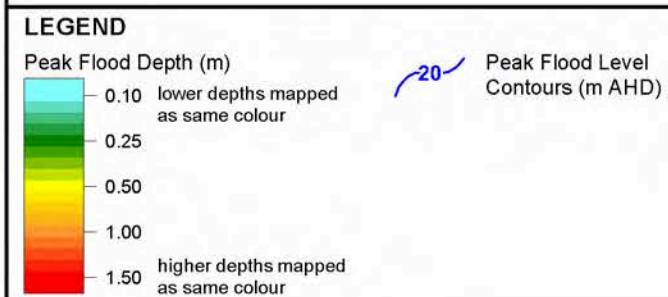 LEGEND
Peak Flood Depth (m)
0.10 lower depths mapped
as same colour
0.25
0.50
1.00
1.50 higher depths mapped
as same colour
20
Peak Flood Level
Contours (m AHD)